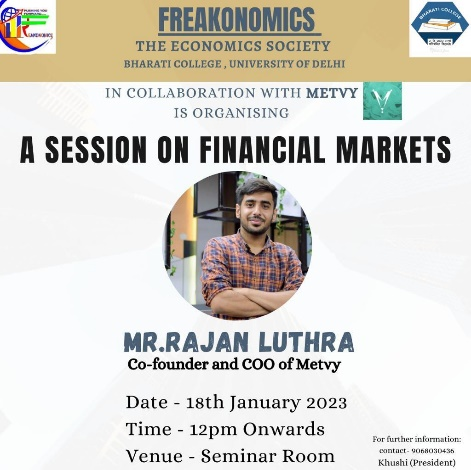 FREAKONOMICS
THE ECONOMICS SOCIETY
BHARATI COLLEGE , UNIVERSITY OF DELHI
BHARATI COLLEGE
IN COLLABORATION WITH METVY
IS ORGANISING
A SESSION ON FINANCIAL MARKETS
MR.RAJAN LUTHRA
Co-founder and COO of Metvy
Date - 18th January 2023
Time - 12pm Onwards
Venue - Seminar Room
For further information:
contact- 9068030436
Khushi (President)